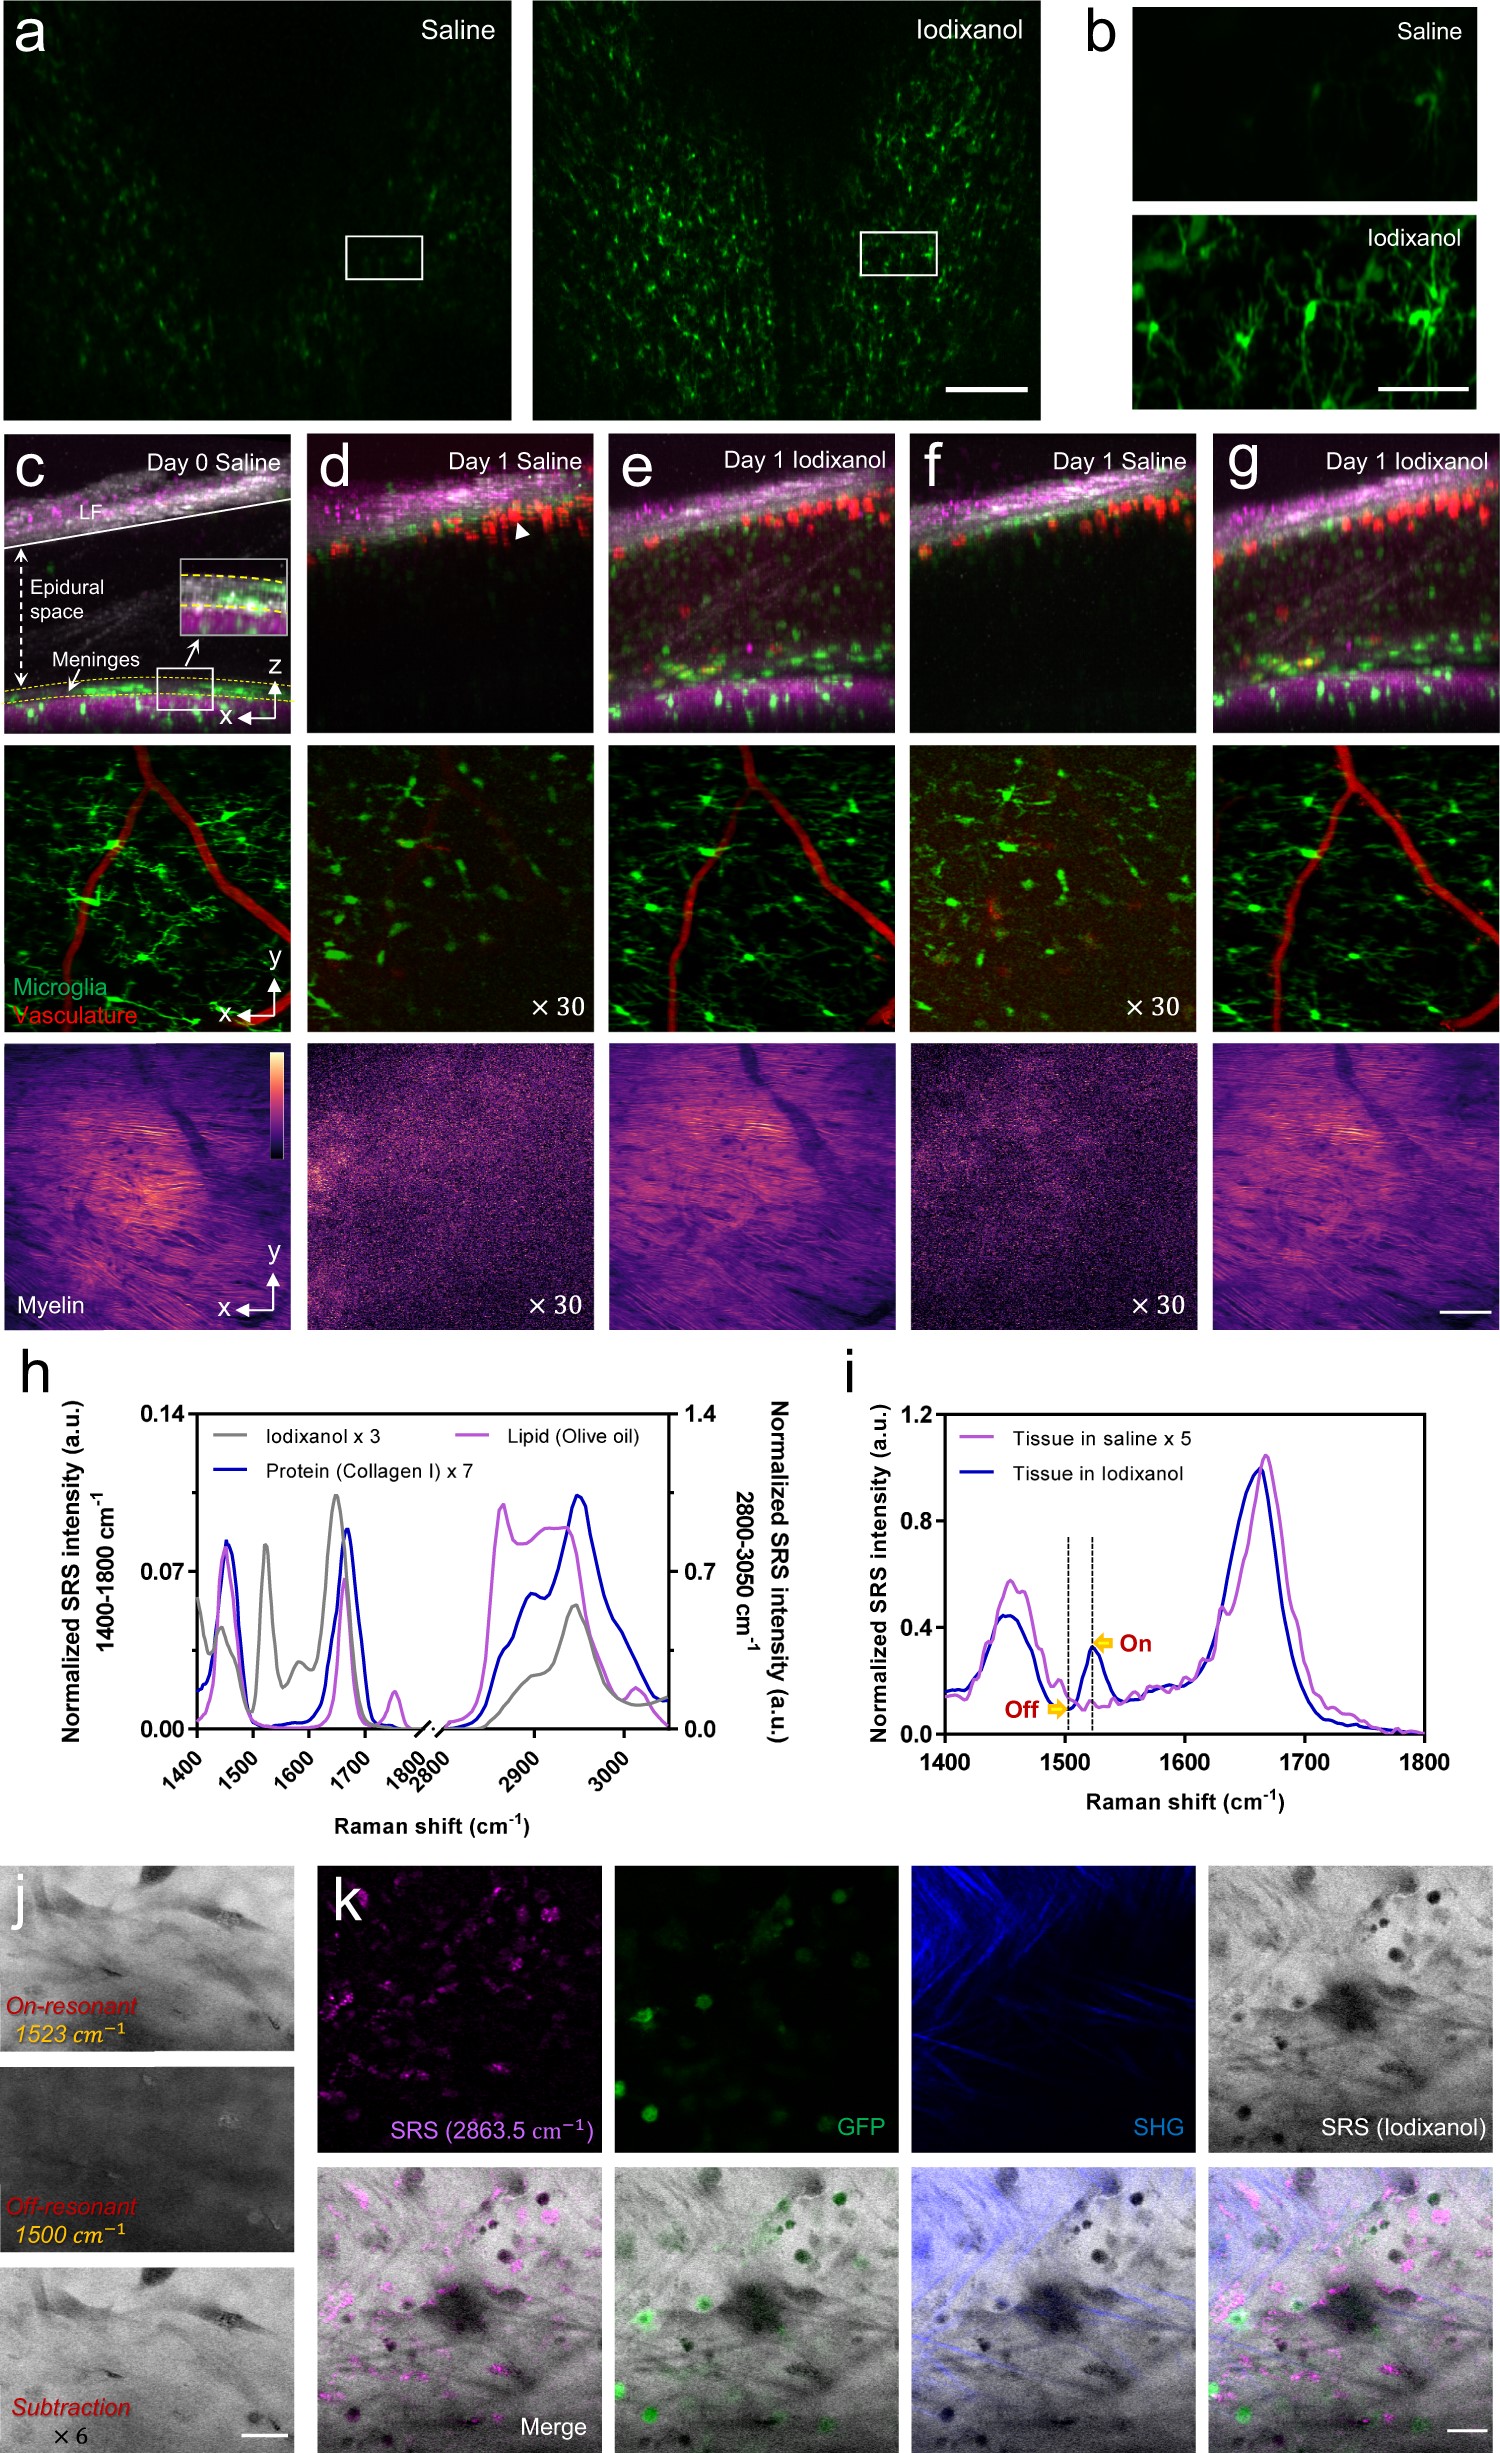 a
Saline
Iodixanol
b
Saline
Iodixanol
c
Day 0 Saline
LF
Epidural
space
Meninges
z
x
d
Day 1 Saline
e
Day 1 Iodixanol
f
Day 1 Saline
g
Day 1 Iodixanol
Microglia
Vasculature
y
x
× 30
× 30
Myelin
y
x
× 30
× 30
h
Normalized SRS intensity (a.u.)
1400-1800 cm⁻¹
0.14
0.07
0.00
Iodixanol x 3
Lipid (Olive oil)
Protein (Collagen I) x 7
1.4
0.7
0.0
Normalized SRS intensity (a.u.)
2800-3050 cm⁻¹
1400
1500
1600
1700
1800
2800
2900
3000
Raman shift (cm⁻¹)
i
Normalized SRS intensity (a.u.)
1.2
0.8
0.4
0.0
Tissue in saline x 5
Tissue in Iodixanol
On
Off
1400
1500
1600
1700
1800
Raman shift (cm⁻¹)
j
On-resonant
1523 cm⁻¹
Off-resonant
1500 cm⁻¹
Subtraction
× 6
k
SRS (2863.5 cm⁻¹)
GFP
SHG
SRS (Iodixanol)
Merge